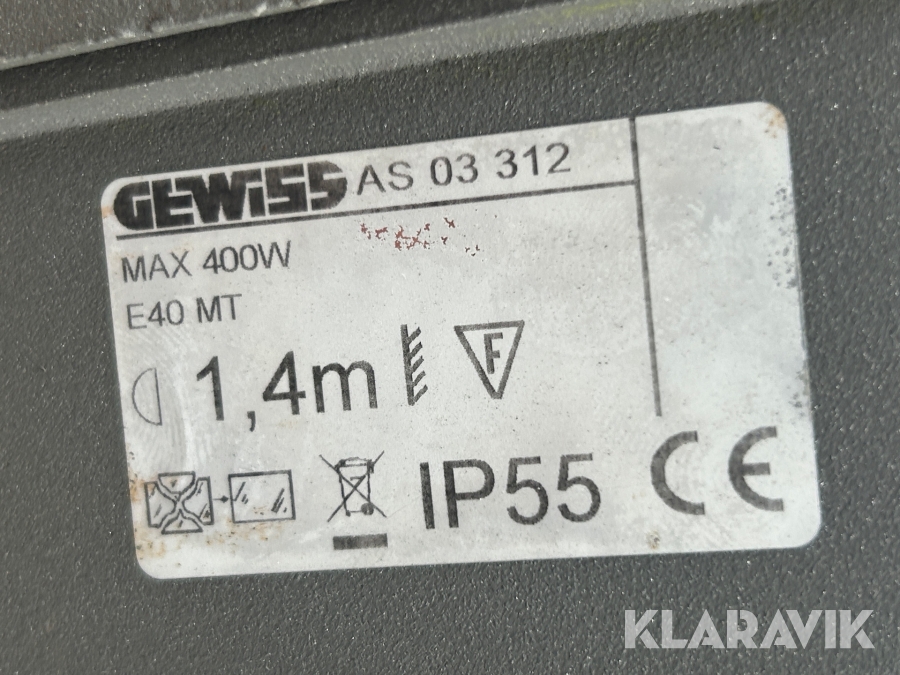 GEWiSS AS 03 312
MAX 400W
E40 MT
1,4m F
IP55 CE
KLARAVIK